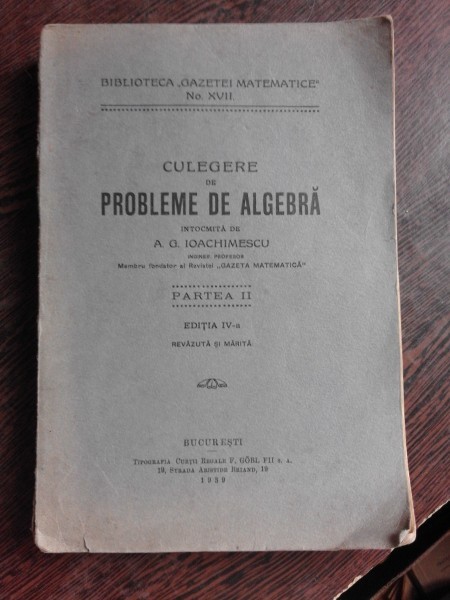 BIBLIOTECA „GAZETEI MATEMATICE"
No. XVII.
CULEGERE
DE
PROBLEME DE ALGEBRĂ
INTOCMITĂ DE
A. G. IOACHIMESCU
INGINER PROFESOR
Membru fondator al Revistei „GAZETA MATEMATICĂ"
PARTEA II
EDIȚIA IV-a
REVĂZUTĂ ȘI MĂRITĂ
BUCUREȘTI
TIPOGRAFIA CURȚII REGALE F. GÖBL FII S. A.
19, STRADA ARISTIDE BRIAND, 19
1939